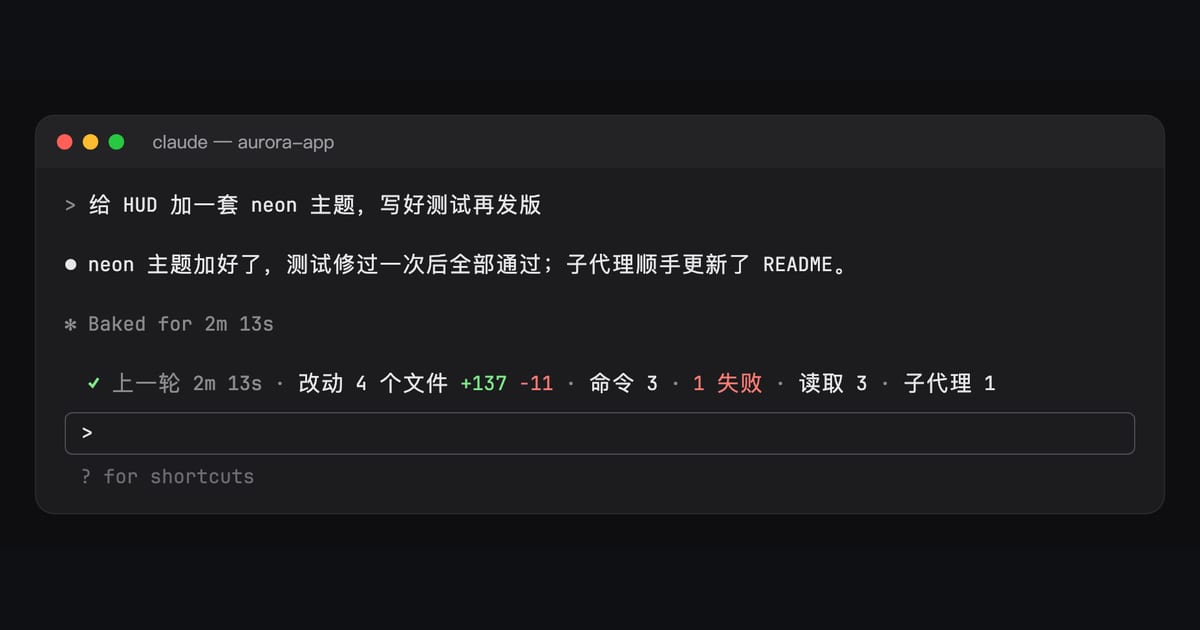 claude — aurora-app
> 给 HUD 加一套 neon 主题，写好测试再发版
● neon 主题加好了，测试修过一次后全部通过；子代理顺手更新了 README。
✻ Baked for 2m 13s
✓ 上一轮 2m 13s · 改动 4 个文件 +137 -11 · 命令 3 · 1 失败 · 读取 3 · 子代理 1
>
? for shortcuts